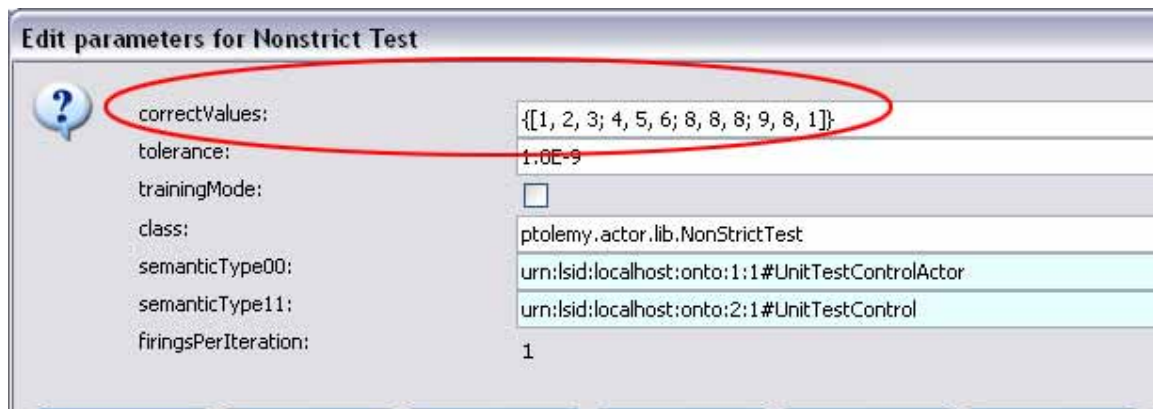 Edit parameters for Nonstrict Test
correctValues: {[1, 2, 3; 4, 5, 6; 8, 8, 8; 9, 8, 1]}
tolerance: 1.0E-9
trainingMode:
class: ptolemy.actor.lib.NonStrictTest
semanticType00: urn:lsid:localhost:onto:1:1#UnitTestControlActor
semanticType11: urn:lsid:localhost:onto:2:1#UnitTestControl
firingsPerIteration: 1